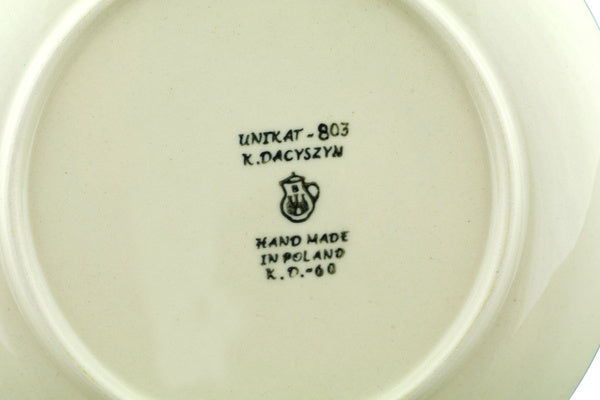 UNIKAT - 803
K. DACYSZYN
HAND MADE
IN POLAND
K. D. - 60